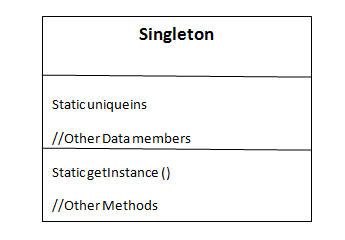 Singleton
Static uniqueins
//Other Data members
Static getInstance ()
//Other Methods